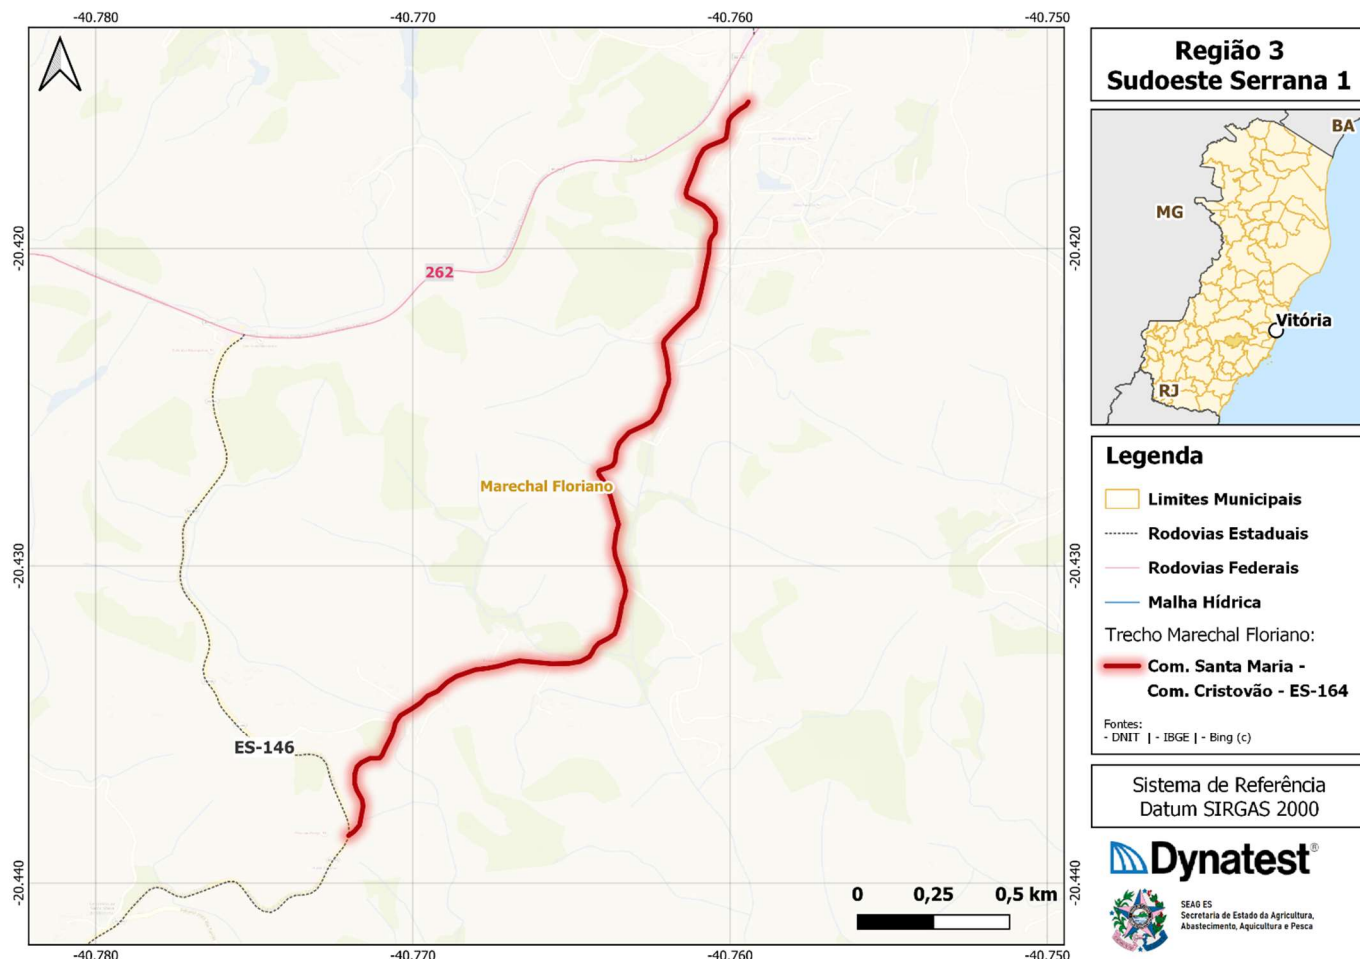 -40.780
-40.770
-40.760
-40.750
-20.420
-20.430
-20.440
262
Marechal Floriano
ES-146
0 0,25 0,5 km
-20.420
-20.430
-20.440
-40.780
-40.770
-40.760
-40.750
Região 3
Sudoeste Serrana 1
BA
MG
Vitória
RJ
Legenda
Limites Municipais
Rodovias Estaduais
Rodovias Federais
Malha Hídrica
Trecho Marechal Floriano:
Com. Santa Maria -
Com. Cristovão - ES-164
Fontes:
- DNIT | - IBGE | - Bing (c)
Sistema de Referência
Datum SIRGAS 2000
Dynatest®
SEAG ES
Secretaria de Estado da Agricultura,
Abastecimento, Aquicultura e Pesca